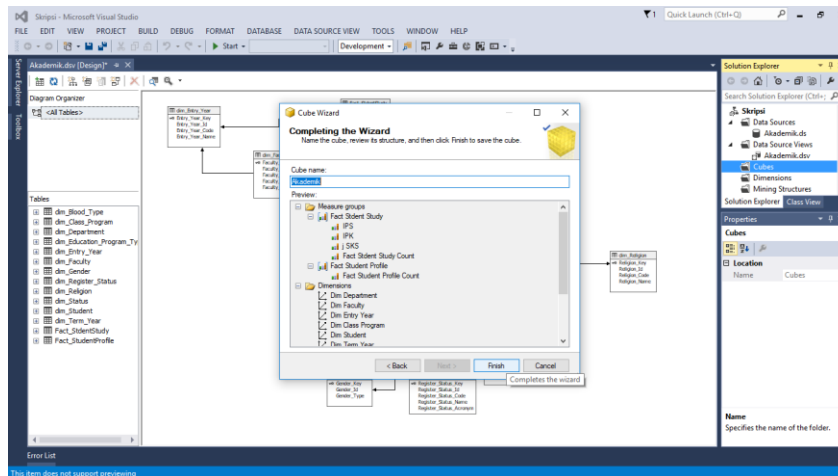 Skripsi - Microsoft Visual Studio
1
Quick Launch (Ctrl+Q)
FILE EDIT VIEW PROJECT BUILD DEBUG FORMAT DATABASE DATA SOURCE VIEW TOOLS WINDOW HELP
Start
Development
Server Explorer
Toolbox
Akademik.dsv [Design]*
Diagram Organizer
<All Tables>
Tables
dim_Blood_Type
dim_Class_Program
dim_Department
dim_Education_Program_Ty
dim_Entry_Year
dim_Faculty
dim_Gender
dim_Register_Status
dim_Religion
dim_Status
dim_Student
dim_Term_Year
Fact_StdentStudy
Fact_StudentProfile
dim_Entry_Year
Entry_Year_Key
Entry_Year_Id
Entry_Year_Code
Entry_Year_Name
Cube Wizard
Completing the Wizard
Name the cube, review its structure, and then click Finish to save the cube.
Cube name:
Akademik
Preview:
Measure groups
Fact Stdent Study
IPS
IPK
j SKS
Fact Stdent Study Count
Fact Student Profile
Fact Student Profile Count
Dimensions
Dim Department
Dim Faculty
Dim Entry Year
Dim Class Program
Dim Student
Dim Term Year
< Back
Next >
Finish
Cancel
Completes the wizard
dim_Religion
Religion_Key
Religion_Id
Religion_Code
Religion_Name
Gender_Key
Gender_Id
Gender_Type
Register_Status_Key
Register_Status_Id
Register_Status_Code
Register_Status_Name
Register_Status_Acronym
Solution Explorer
Search Solution Explorer (Ctrl+;)
Skripsi
Data Sources
Akademik.ds
Data Source Views
Akademik.dsv
Cubes
Dimensions
Mining Structures
Solution Explorer Class View
Properties
Cubes
Location
Name Cubes
Name
Specifies the name of the folder.
Error List
This item does not support previewing